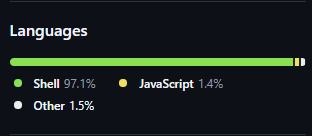 Languages
Shell 97.1% JavaScript 1.4%
Other 1.5%